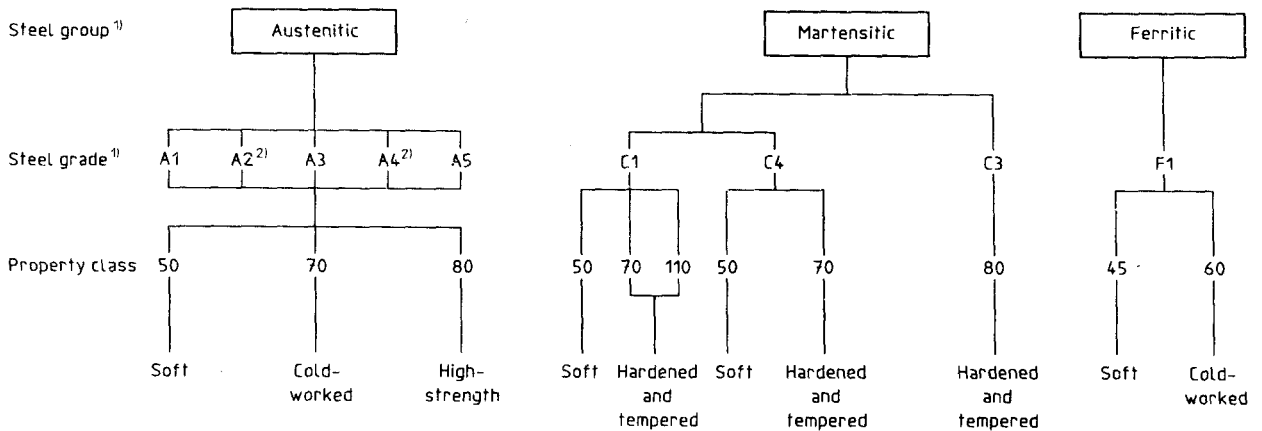 Steel group 1) Austenitic Martensitic Ferritic
Steel grade 1) A1 A2 2) A3 A4 2) A5 C1 C4 C3 F1
Property class 50 70 80 50 70 110 50 70 80 45 60
Soft Cold- High- Soft Hardened Soft Hardened Hardened Soft Cold-
worked strength and and and worked
tempered tempered tempered